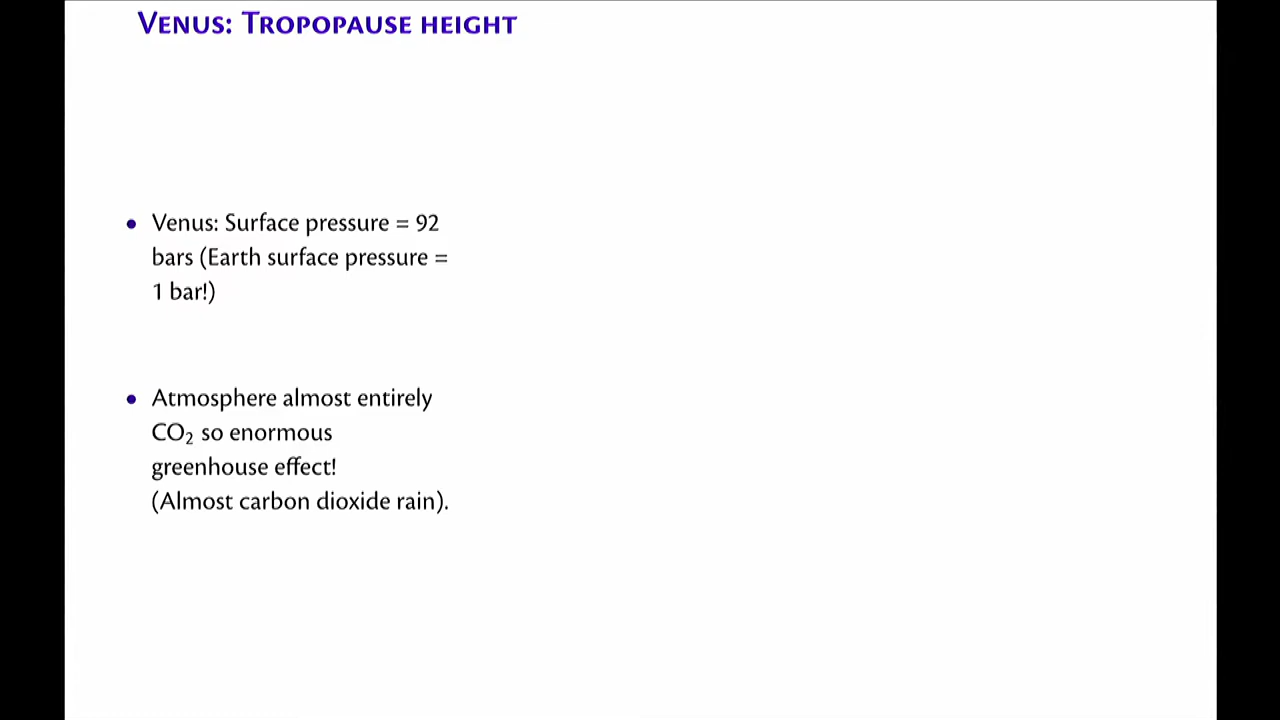 Venus: Tropopause height
• Venus: Surface pressure = 92
bars (Earth surface pressure =
1 bar!)
• Atmosphere almost entirely
CO₂ so enormous
greenhouse effect!
(Almost carbon dioxide rain).